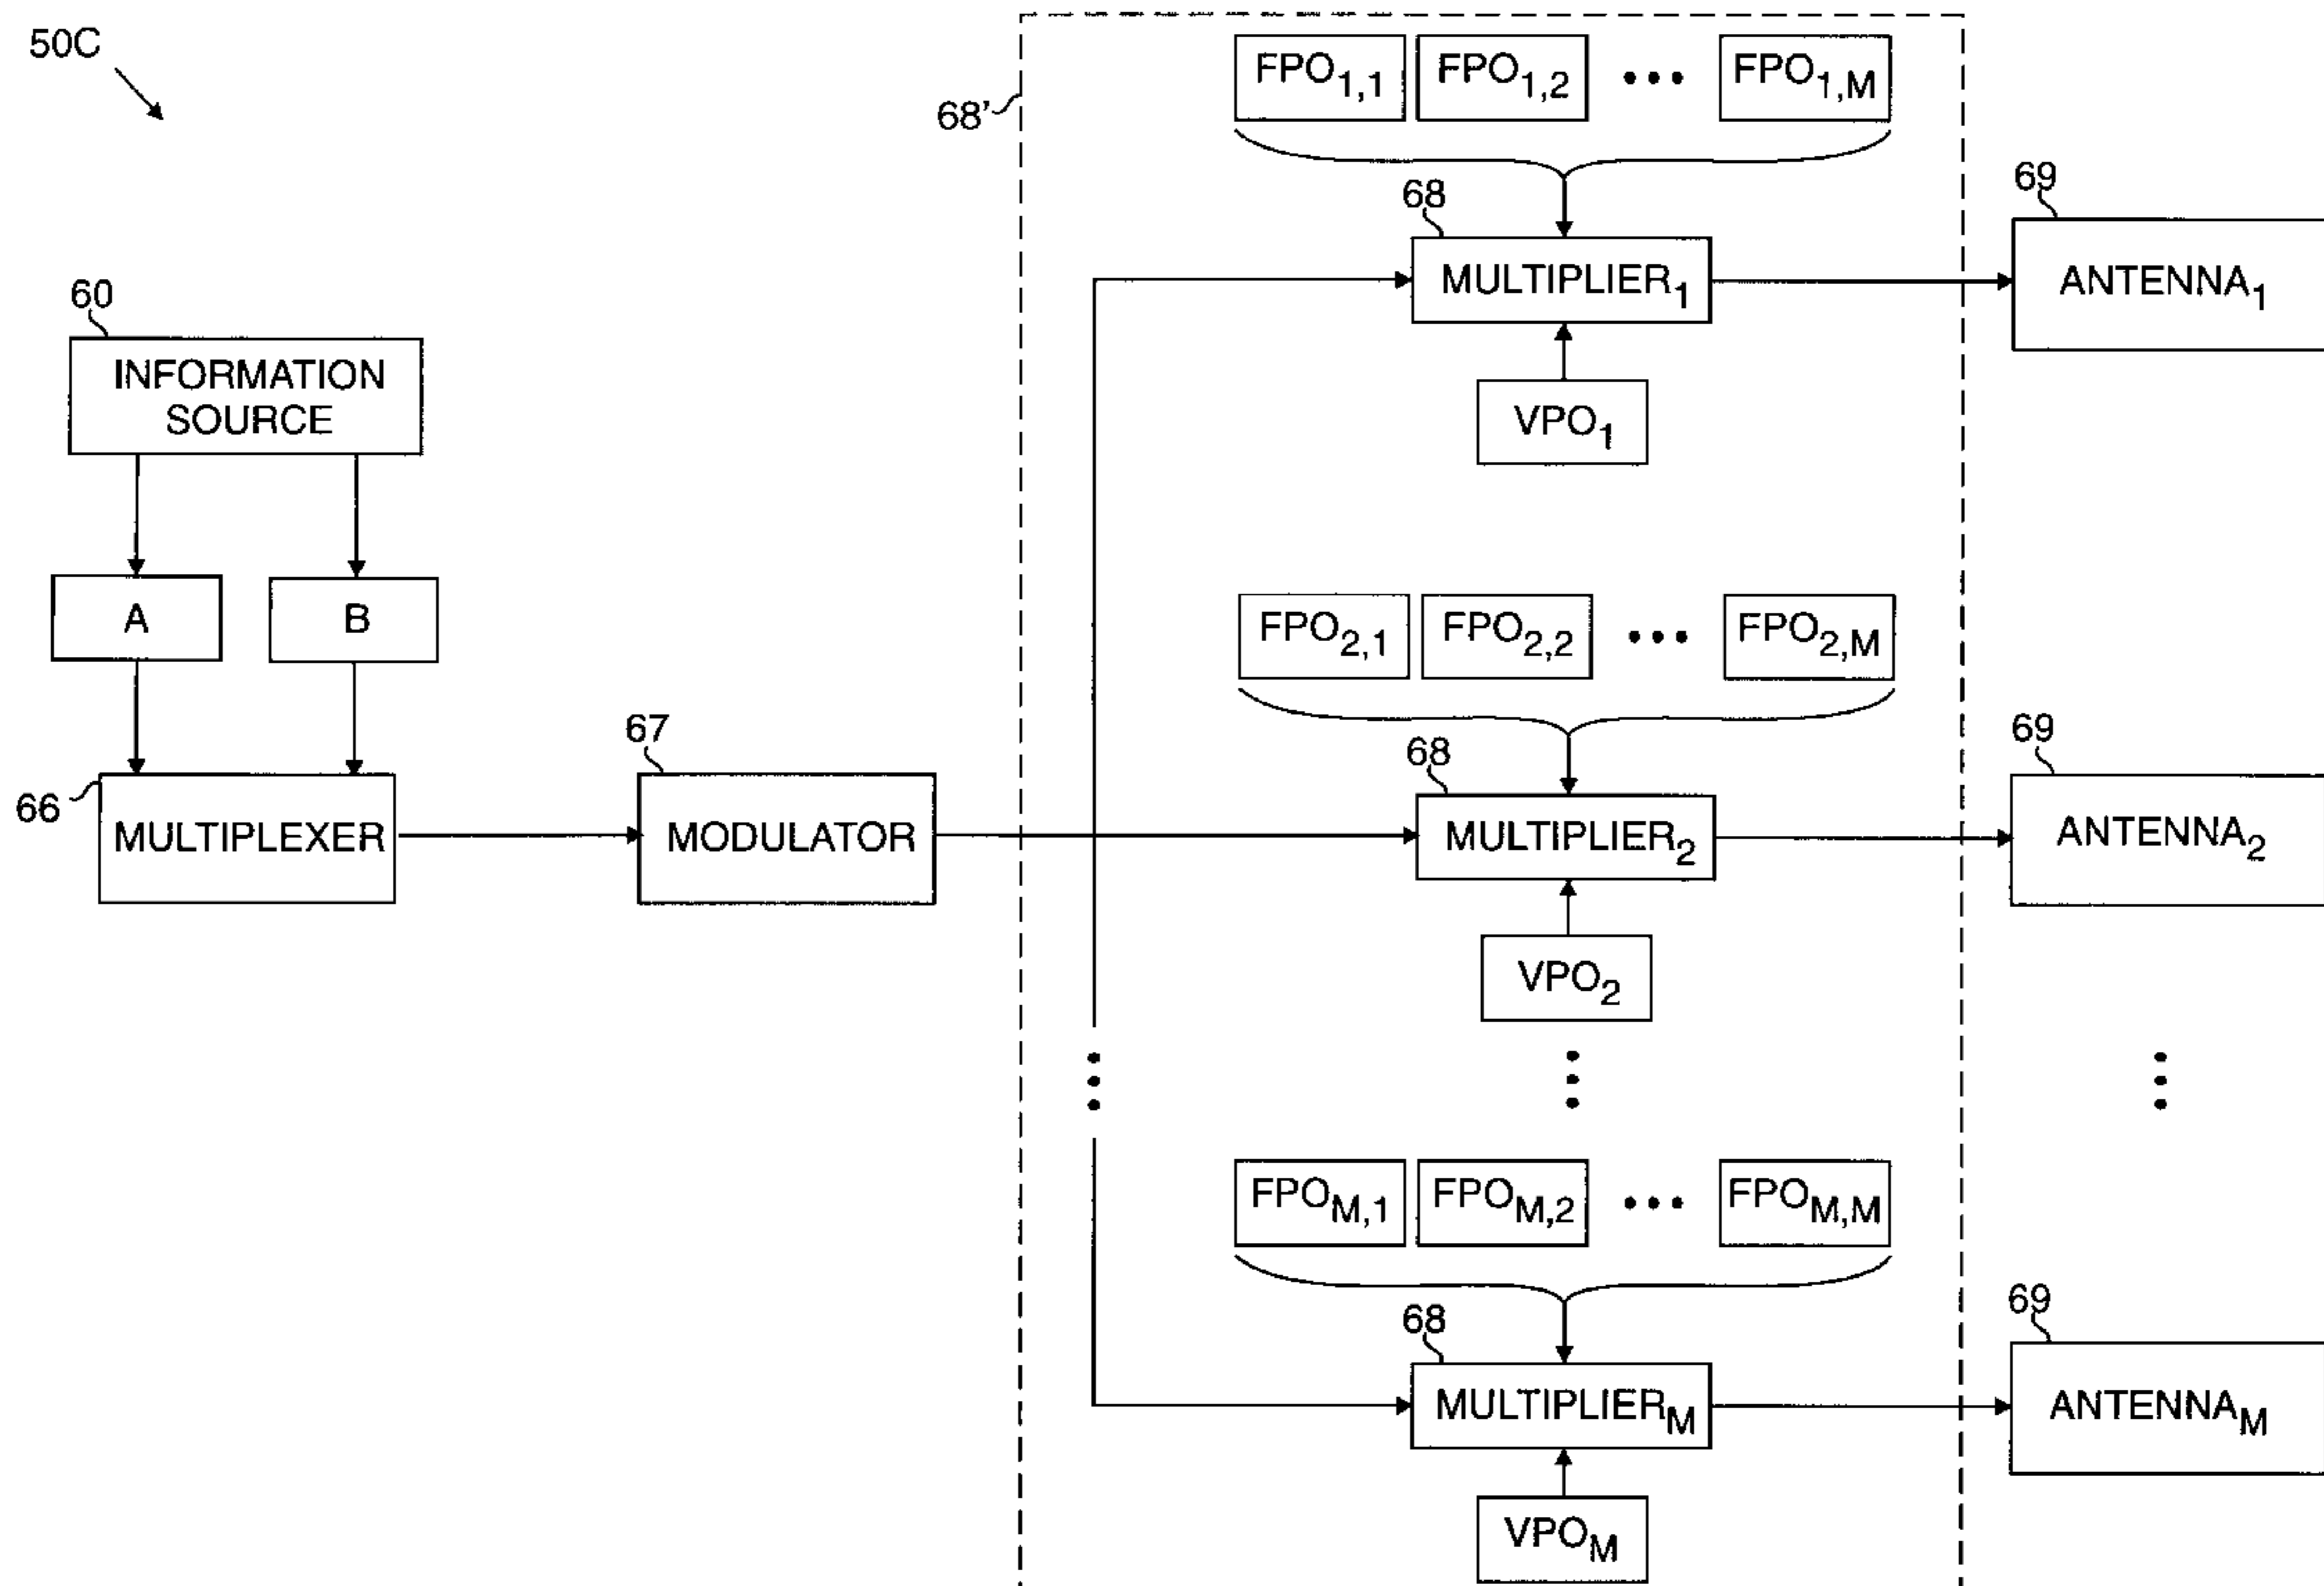 50C
68'
FPO1,1 FPO1,2 ••• FPO1,M
68
69
MULTIPLIER1
ANTENNA1
VPO1
60
INFORMATION
SOURCE
A
B
FPO2,1 FPO2,2 ••• FPO2,M
66
MULTIPLEXER
67
MODULATOR
68
69
MULTIPLIER2
ANTENNA2
VPO2
FPOM,1 FPOM,2 ••• FPOM,M
68
69
MULTIPLIERM
ANTENNAM
VPOM